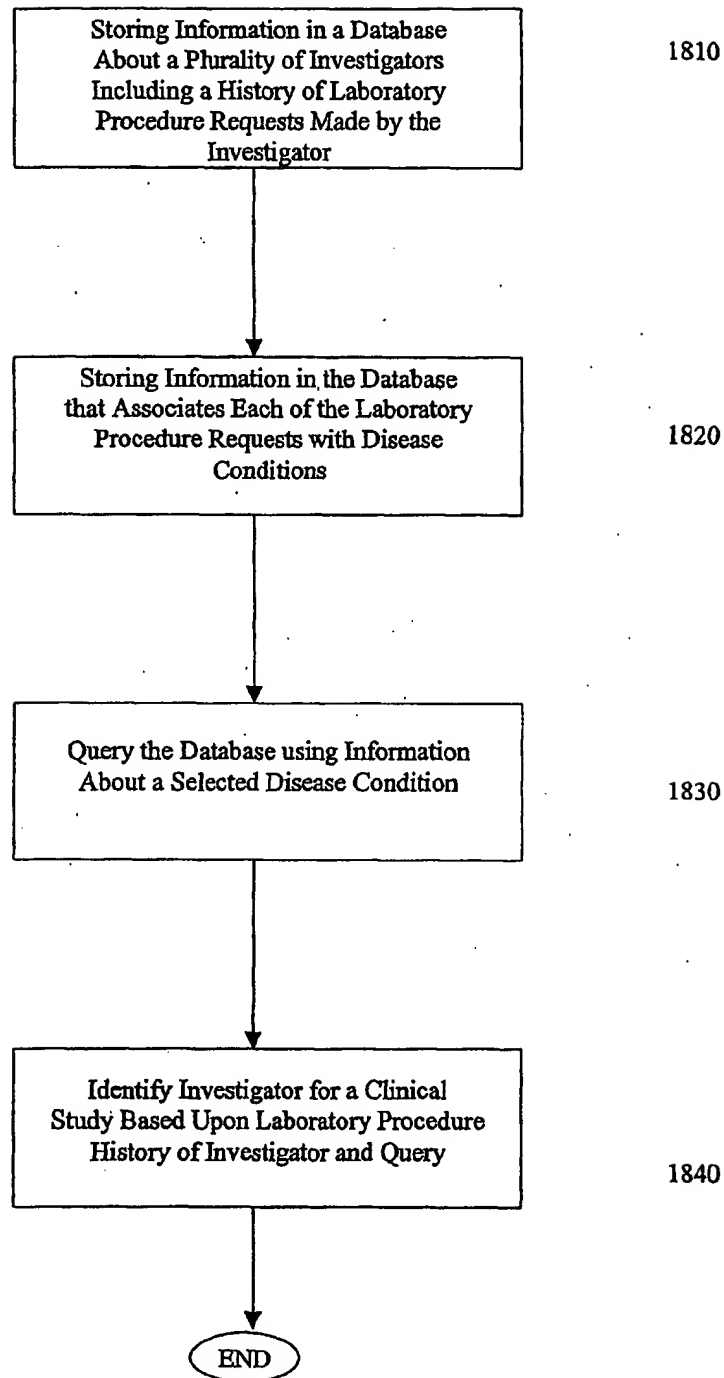 Storing Information in a Database
About a Plurality of Investigators
Including a History of Laboratory
Procedure Requests Made by the
Investigator
1810
Storing Information in the Database
that Associates Each of the Laboratory
Procedure Requests with Disease
Conditions
1820
Query the Database using Information
About a Selected Disease Condition
1830
Identify Investigator for a Clinical
Study Based Upon Laboratory Procedure
History of Investigator and Query
1840
END